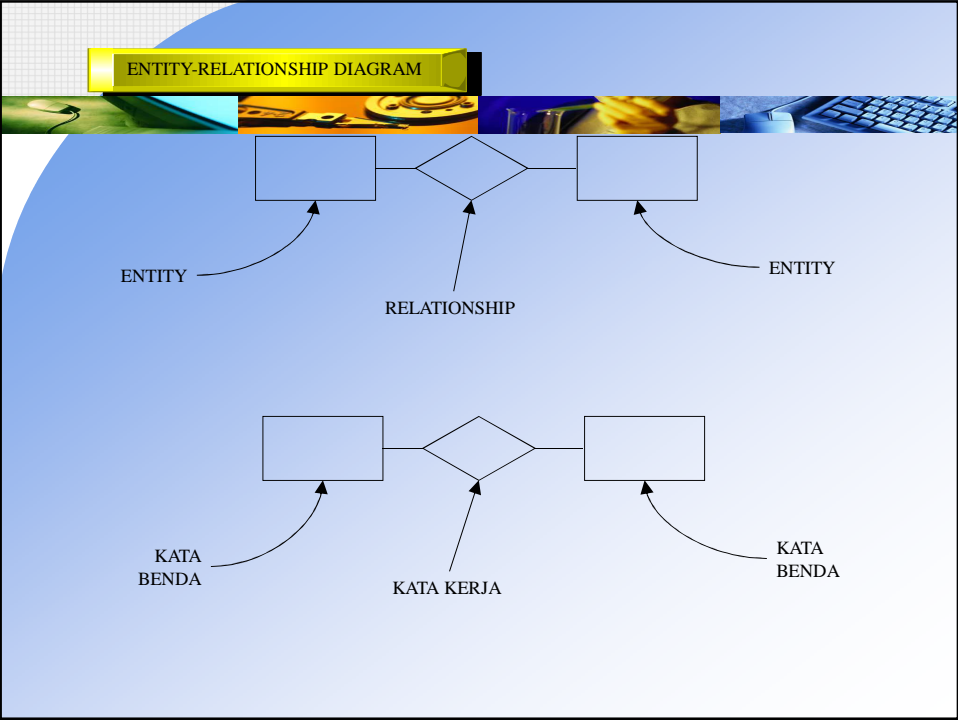 ENTITY-RELATIONSHIP DIAGRAM
ENTITY
ENTITY
RELATIONSHIP
KATA
BENDA
KATA KERJA
KATA
BENDA